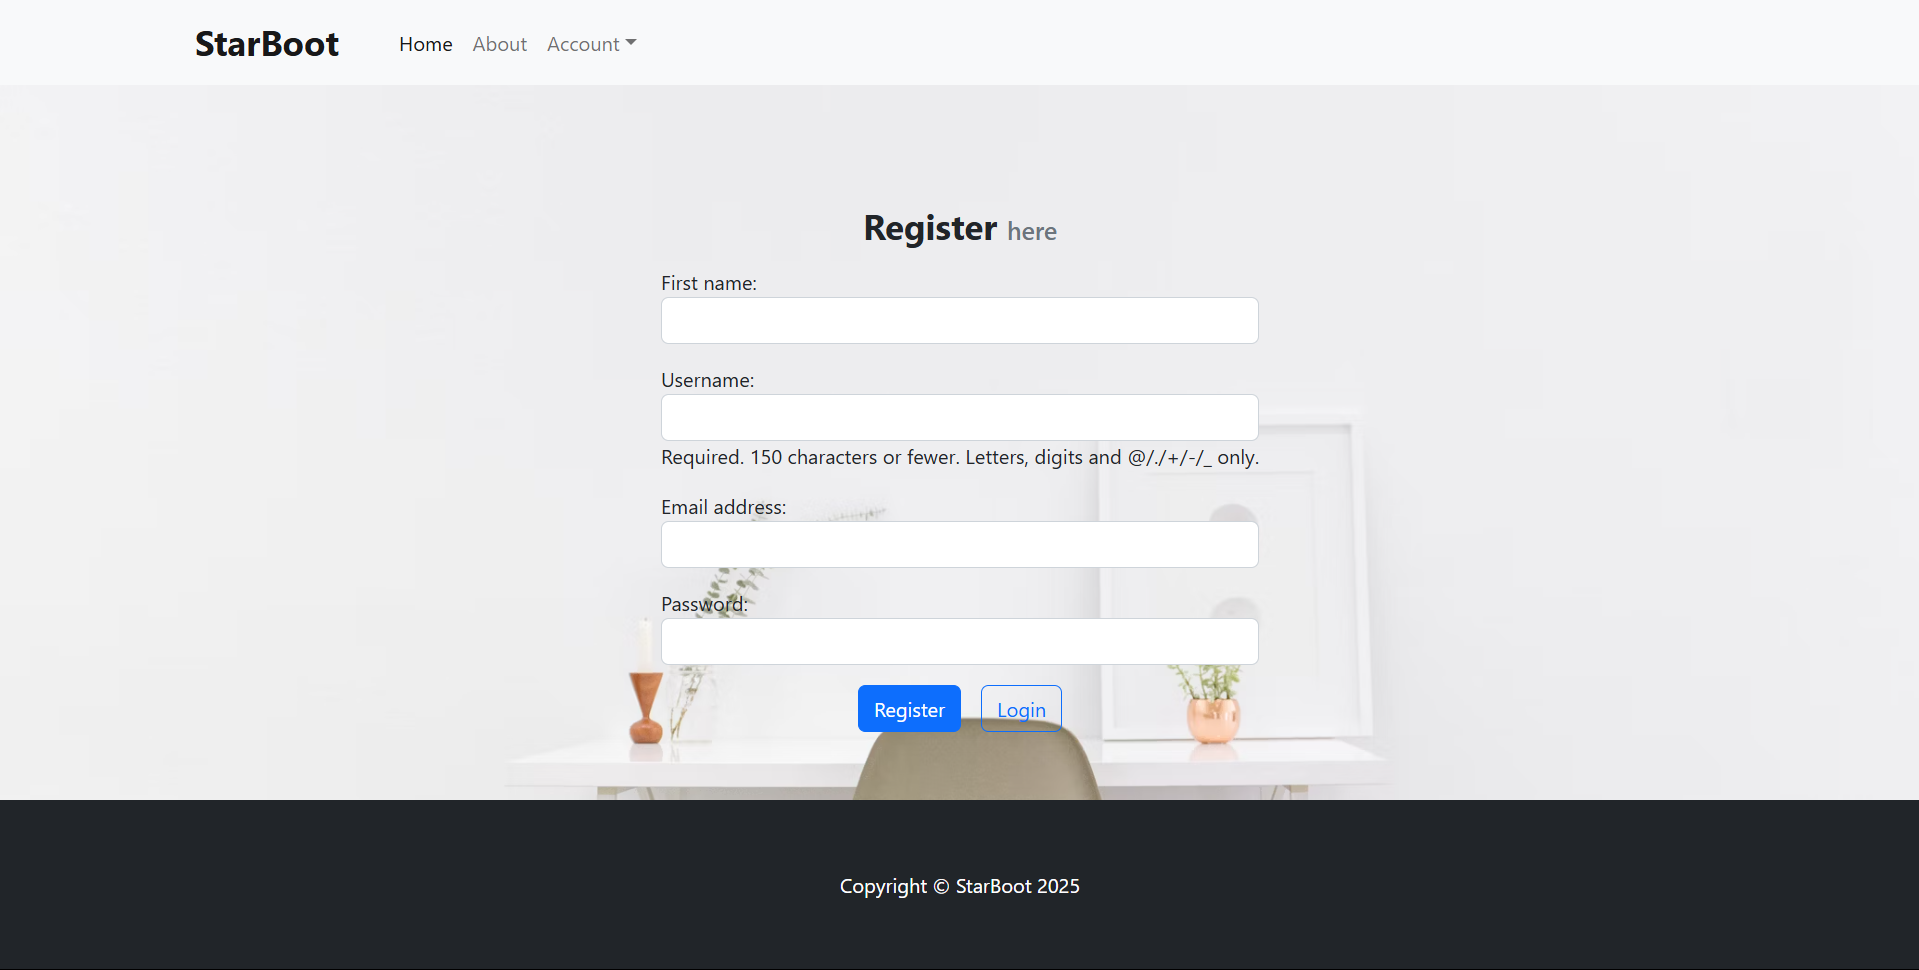 StarBoot Home About Account
Register here
First name:
Username:
Required. 150 characters or fewer. Letters, digits and @/./+/-/_ only.
Email address:
Password:
Register Login
Copyright © StarBoot 2025